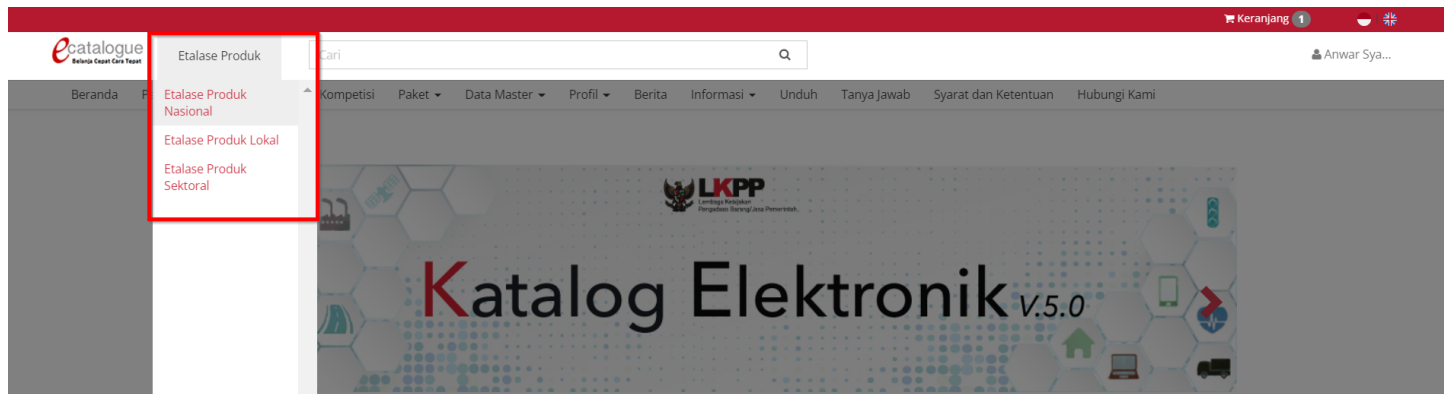 Keranjang 1
ecatalogue
Belanja Cepat Cara Tepat
Etalase Produk
Cari
Anwar Sya...
Beranda
Etalase Produk
Nasional
Kompetisi Paket Data Master Profil Berita Informasi Unduh Tanya Jawab Syarat dan Ketentuan Hubungi Kami
Etalase Produk Lokal
Etalase Produk
Sektoral
LKPP
Lembaga Kebijakan
Pengadaan Barang/Jasa Pemerintah
Katalog Elektronik v.5.0